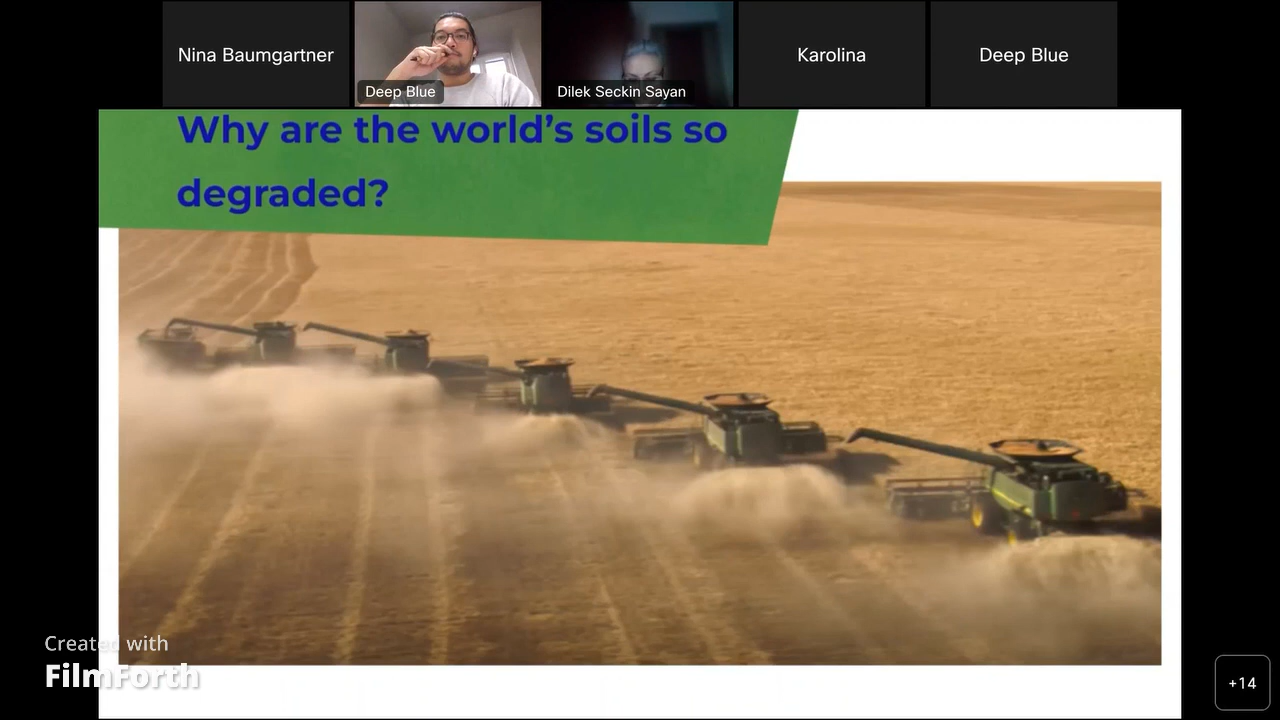 Nina Baumgartner
Deep Blue
Dilek Seckin Sayan
Karolina
Deep Blue
Why are the world's soils so
degraded?
Created with
FilmForth
+14